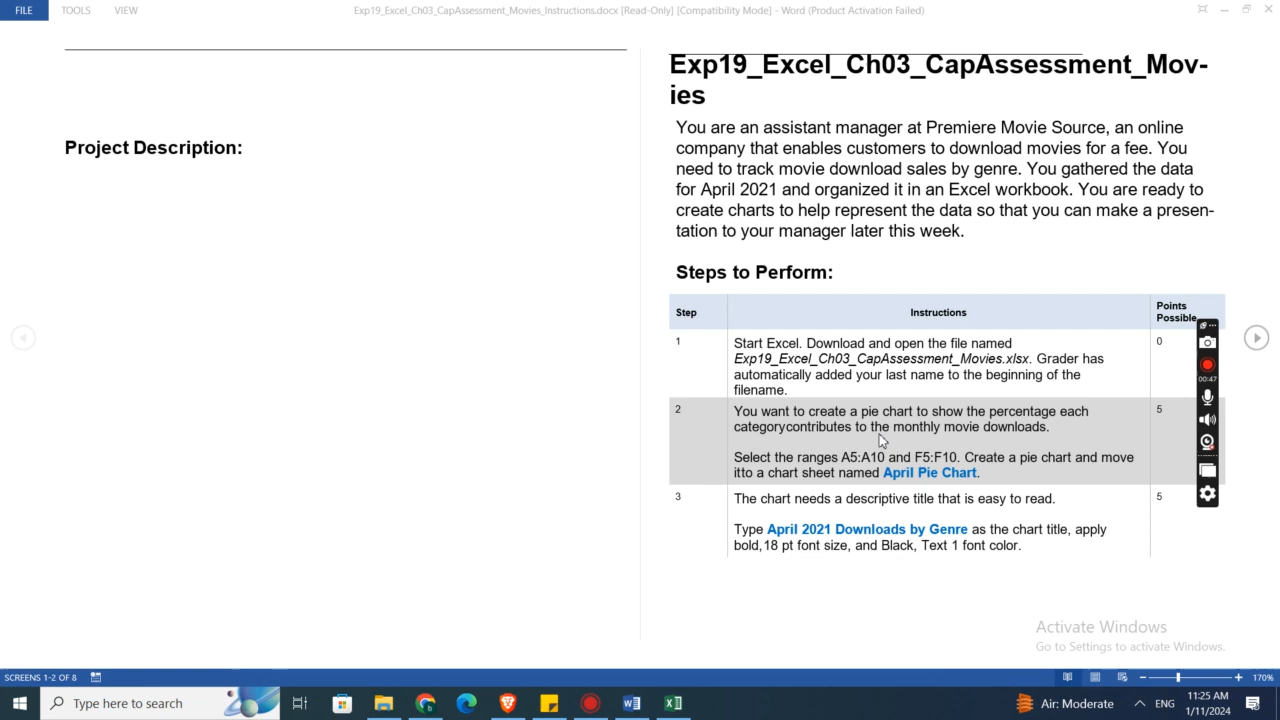 FILE TOOLS VIEW Exp19_Excel_Ch03_CapAssessment_Movies_Instructions.docx [Read-Only] [Compatibility Mode] - Word (Product Activation Failed)
Project Description:
Exp19_Excel_Ch03_CapAssessment_Mov-
ies
You are an assistant manager at Premiere Movie Source, an online
company that enables customers to download movies for a fee. You
need to track movie download sales by genre. You gathered the data
for April 2021 and organized it in an Excel workbook. You are ready to
create charts to help represent the data so that you can make a presen-
tation to your manager later this week.
Steps to Perform:
Step Instructions Points
Possible
1 Start Excel. Download and open the file named 0
Exp19_Excel_Ch03_CapAssessment_Movies.xlsx. Grader has
automatically added your last name to the beginning of the
filename.
2 You want to create a pie chart to show the percentage each 5
categorycontributes to the monthly movie downloads.
Select the ranges A5:A10 and F5:F10. Create a pie chart and move
itto a chart sheet named April Pie Chart.
3 The chart needs a descriptive title that is easy to read. 5
Type April 2021 Downloads by Genre as the chart title, apply
bold,18 pt font size, and Black, Text 1 font color.
00:47
Activate Windows
Go to Settings to activate Windows.
SCREENS 1-2 OF 8 170%
Type here to search Air: Moderate ENG 11:25 AM
1/11/2024